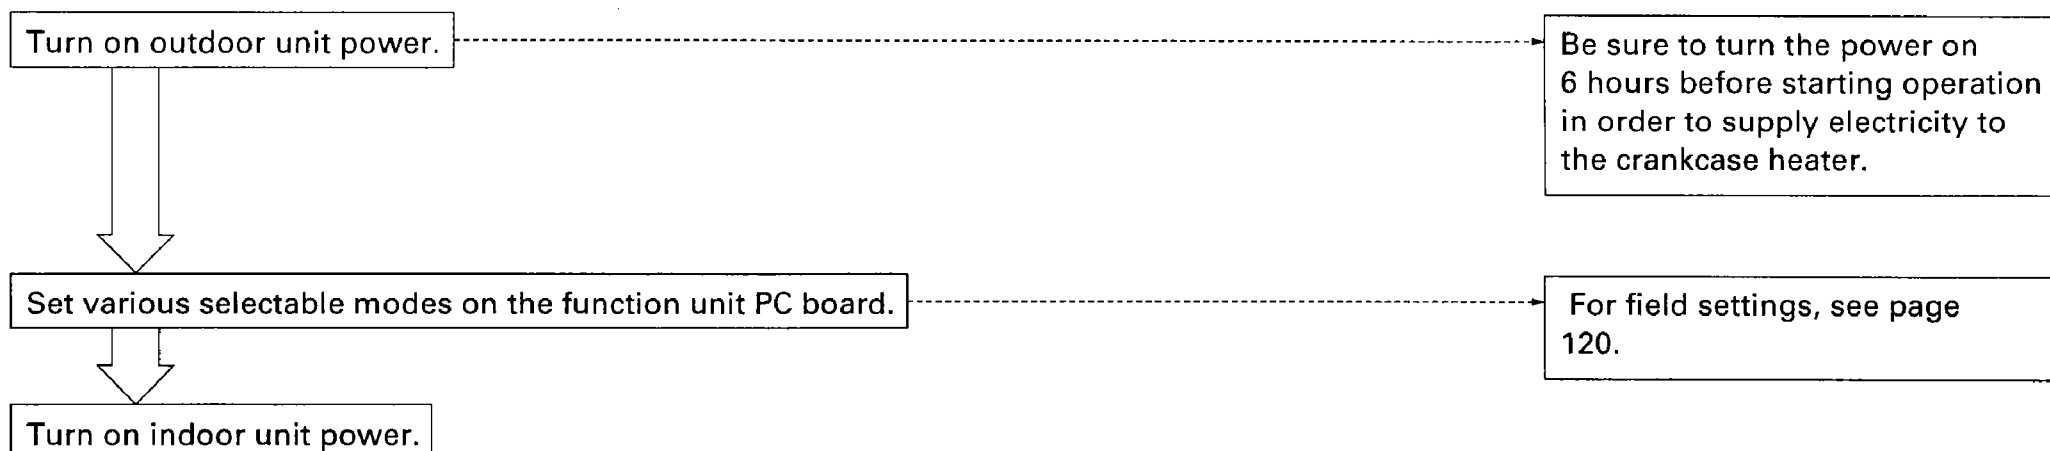 Turn on outdoor unit power.
Be sure to turn the power on
6 hours before starting operation
in order to supply electricity to
the crankcase heater.
Set various selectable modes on the function unit PC board.
For field settings, see page
120.
Turn on indoor unit power.